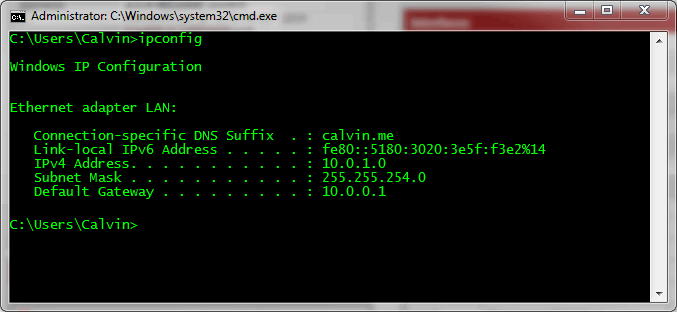 Administrator: C:\Windows\system32\cmd.exe
C:\Users\Calvin>ipconfig
Windows IP Configuration
Ethernet adapter LAN:
Connection-specific DNS Suffix  . : calvin.me
Link-local IPv6 Address . . . . . : fe80::5180:3020:3e5f:f3e2%14
IPv4 Address. . . . . . . . . . . : 10.0.1.0
Subnet Mask . . . . . . . . . . . : 255.255.254.0
Default Gateway . . . . . . . . . : 10.0.0.1
C:\Users\Calvin>